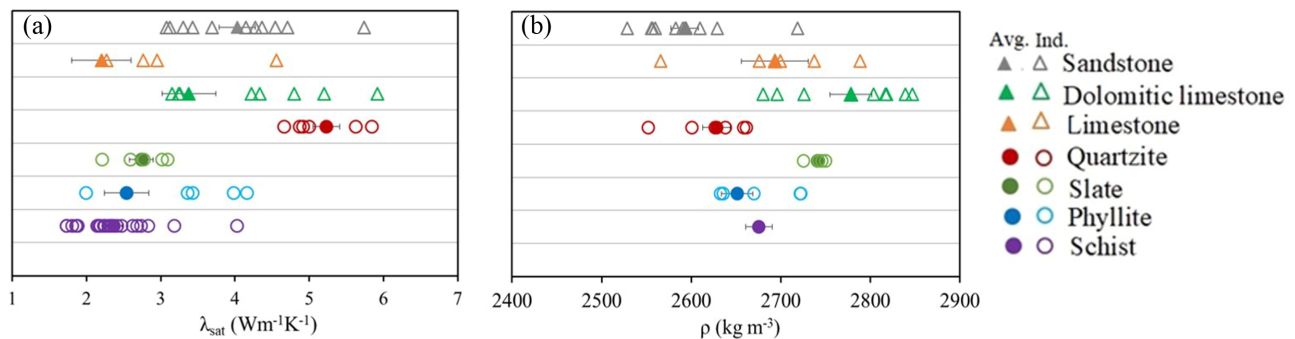 (a)
(b)
Avg. Ind.
Sandstone
Dolomitic limestone
Limestone
Quartzite
Slate
Phyllite
Schist
1 2 3 4 5 6 7
2400 2500 2600 2700 2800 2900
λsat (Wm-1K-1)
ρ (kg m-3)